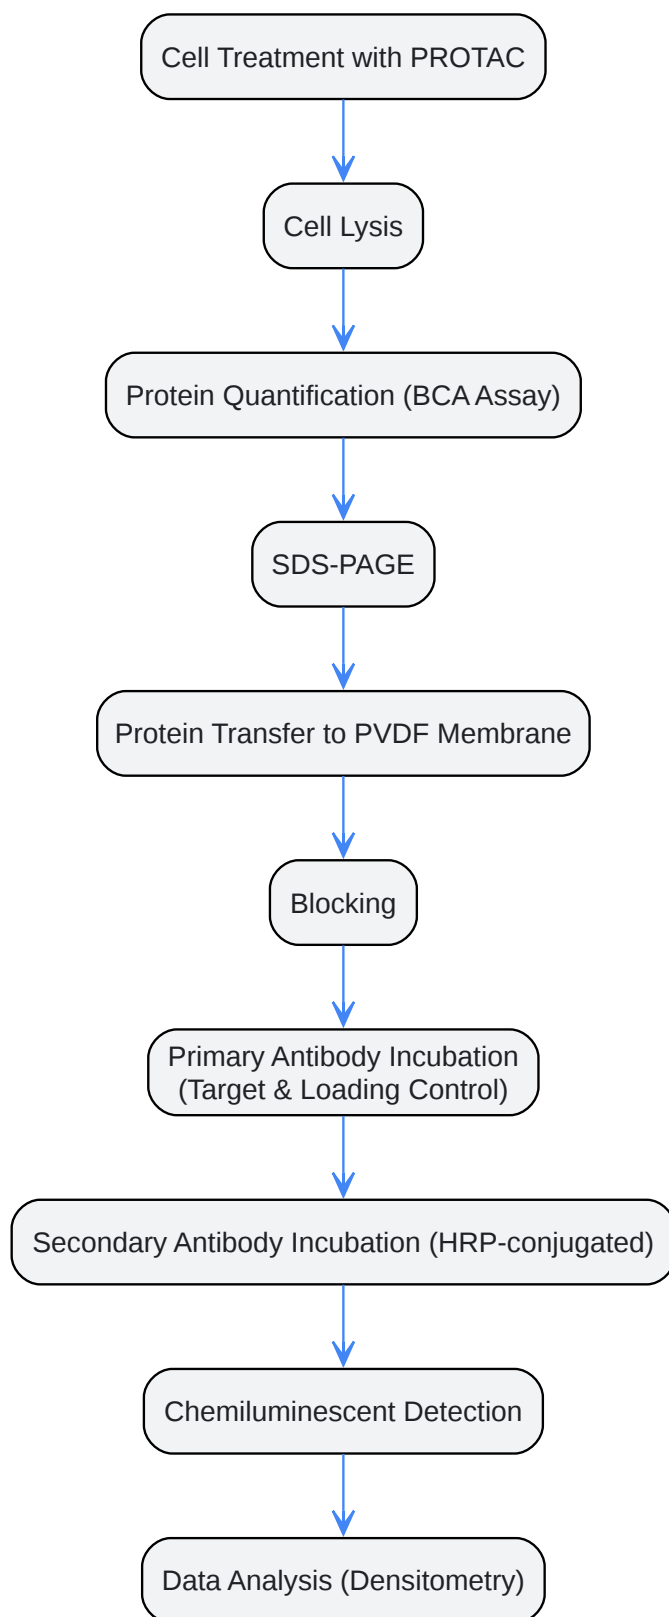 Cell Treatment with PROTAC
Cell Lysis
Protein Quantification (BCA Assay)
SDS-PAGE
Protein Transfer to PVDF Membrane
Blocking
Primary Antibody Incubation
(Target & Loading Control)
Secondary Antibody Incubation (HRP-conjugated)
Chemiluminescent Detection
Data Analysis (Densitometry)